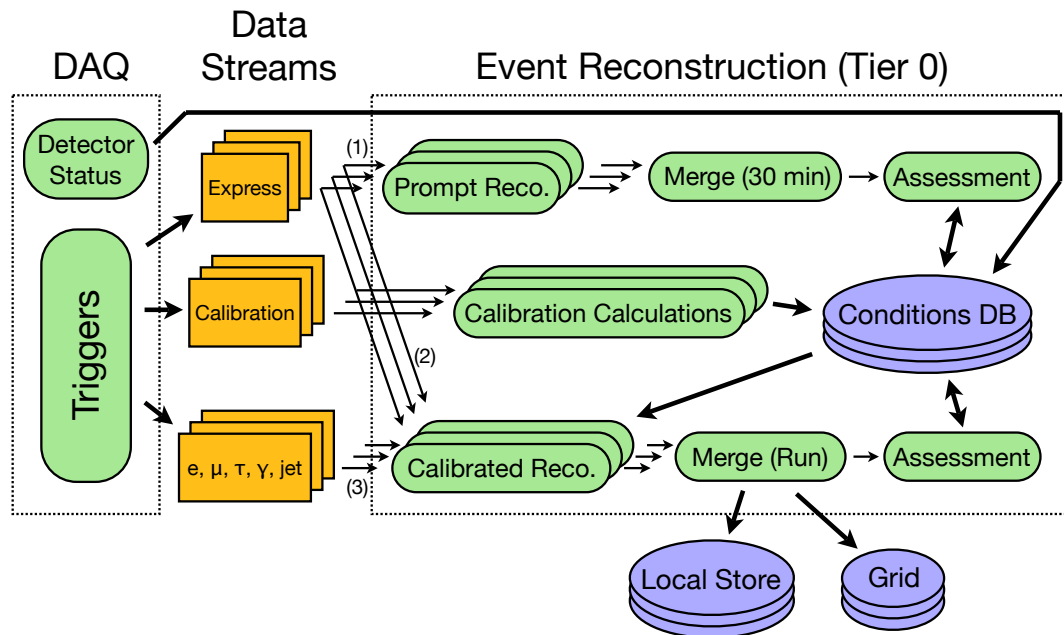 DAQ
Data
Streams
Event Reconstruction (Tier 0)
Detector
Status
Express
(1)
Prompt Reco.
Merge (30 min)
Assessment
Triggers
Calibration
Calibration Calculations
Conditions DB
(2)
e, μ, τ, γ, jet
(3)
Calibrated Reco.
Merge (Run)
Assessment
Local Store
Grid